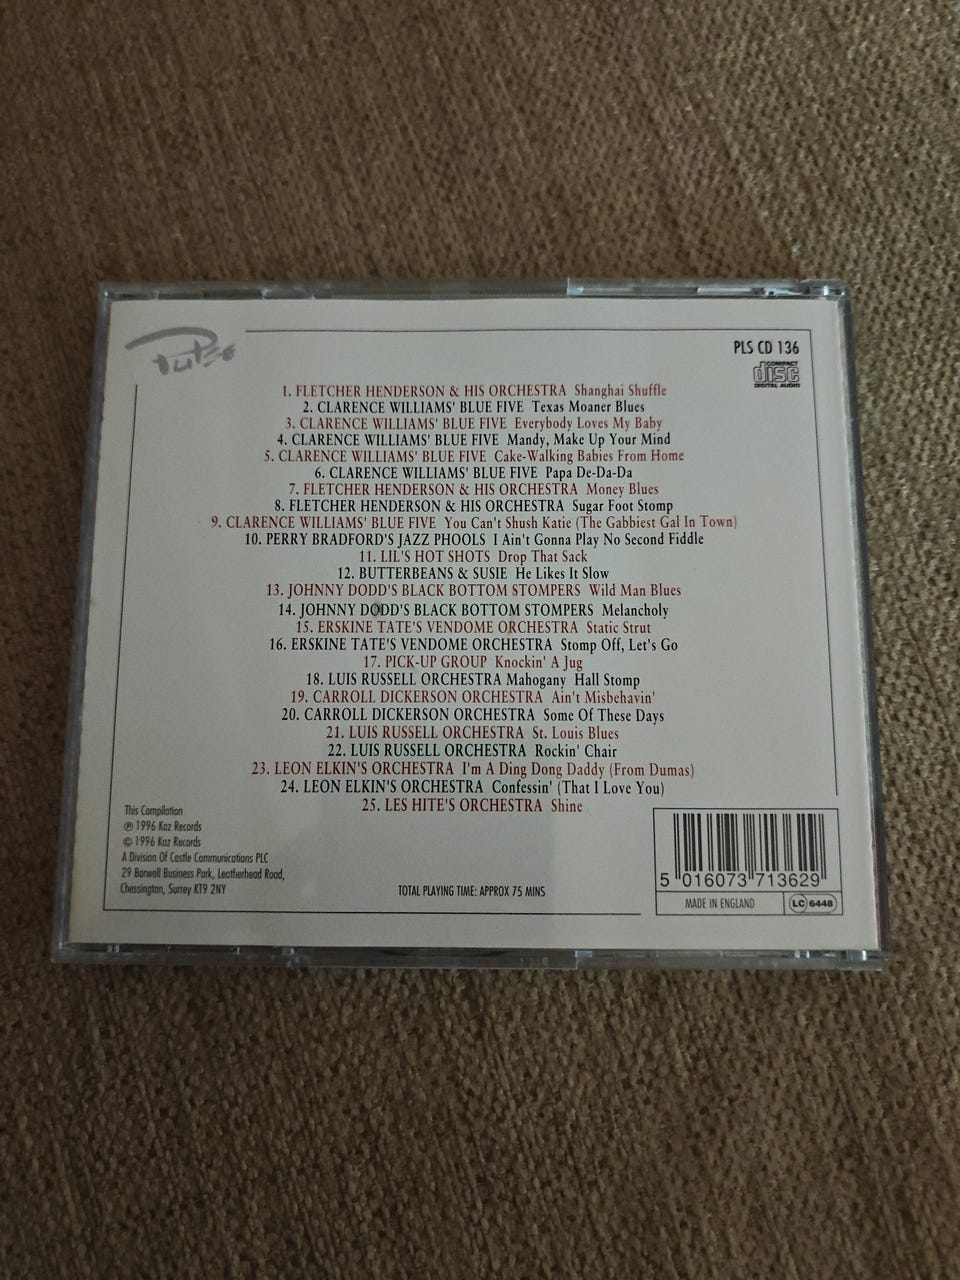 Pulse
PLS CD 136
COMPACT
disc
DIGITAL AUDIO
1. FLETCHER HENDERSON & HIS ORCHESTRA Shanghai Shuffle
2. CLARENCE WILLIAMS' BLUE FIVE Texas Moaner Blues
3. CLARENCE WILLIAMS' BLUE FIVE Everybody Loves My Baby
4. CLARENCE WILLIAMS' BLUE FIVE Mandy, Make Up Your Mind
5. CLARENCE WILLIAMS' BLUE FIVE Cake-Walking Babies From Home
6. CLARENCE WILLIAMS' BLUE FIVE Papa De-Da-Da
7. FLETCHER HENDERSON & HIS ORCHESTRA Money Blues
8. FLETCHER HENDERSON & HIS ORCHESTRA Sugar Foot Stomp
9. CLARENCE WILLIAMS' BLUE FIVE You Can't Shush Katie (The Gabbiest Gal In Town)
10. PERRY BRADFORD'S JAZZ PHOOLS I Ain't Gonna Play No Second Fiddle
11. LIL'S HOT SHOTS Drop That Sack
12. BUTTERBEANS & SUSIE He Likes It Slow
13. JOHNNY DODD'S BLACK BOTTOM STOMPERS Wild Man Blues
14. JOHNNY DODD'S BLACK BOTTOM STOMPERS Melancholy
15. ERSKINE TATE'S VENDOME ORCHESTRA Static Strut
16. ERSKINE TATE'S VENDOME ORCHESTRA Stomp Off, Let's Go
17. PICK-UP GROUP Knockin' A Jug
18. LUIS RUSSELL ORCHESTRA Mahogany Hall Stomp
19. CARROLL DICKERSON ORCHESTRA Ain't Misbehavin'
20. CARROLL DICKERSON ORCHESTRA Some Of These Days
21. LUIS RUSSELL ORCHESTRA St. Louis Blues
22. LUIS RUSSELL ORCHESTRA Rockin' Chair
23. LEON ELKIN'S ORCHESTRA I'm A Ding Dong Daddy (From Dumas)
24. LEON ELKIN'S ORCHESTRA Confessin' (That I Love You)
25. LES HITE'S ORCHESTRA Shine
This Compilation
℗ 1996 Kaz Records
© 1996 Kaz Records
A Division Of Castle Communications PLC
29 Barwell Business Park, Leatherhead Road,
Chessington, Surrey KT9 2NY
TOTAL PLAYING TIME: APPROX 75 MINS
5 016073 713629
MADE IN ENGLAND
LC 6448